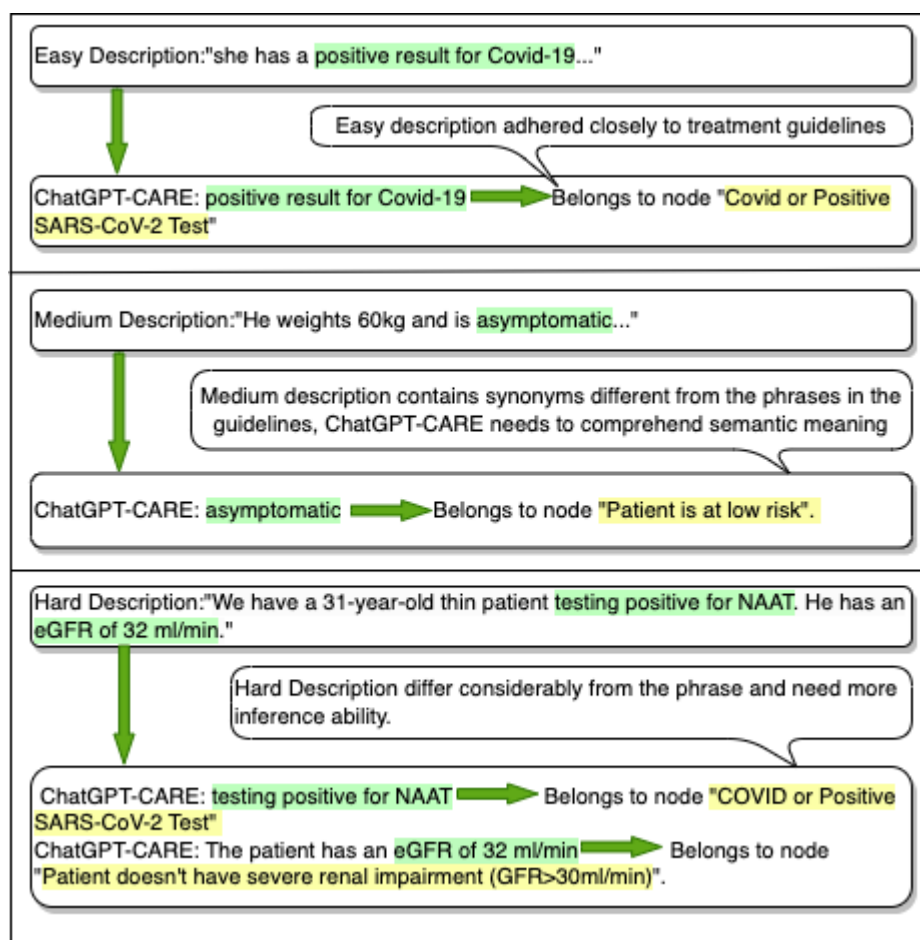 Easy Description:"she has a positive result for Covid-19..."
Easy description adhered closely to treatment guidelines
ChatGPT-CARE: positive result for Covid-19 Belongs to node "Covid or Positive
SARS-CoV-2 Test"
Medium Description:"He weights 60kg and is asymptomatic..."
Medium description contains synonyms different from the phrases in the
guidelines, ChatGPT-CARE needs to comprehend semantic meaning
ChatGPT-CARE: asymptomatic Belongs to node "Patient is at low risk".
Hard Description:"We have a 31-year-old thin patient testing positive for NAAT. He has an
eGFR of 32 ml/min."
Hard Description differ considerably from the phrase and need more
inference ability.
ChatGPT-CARE: testing positive for NAAT Belongs to node "COVID or Positive
SARS-CoV-2 Test"
ChatGPT-CARE: The patient has an eGFR of 32 ml/min Belongs to node
"Patient doesn't have severe renal impairment (GFR>30ml/min)".